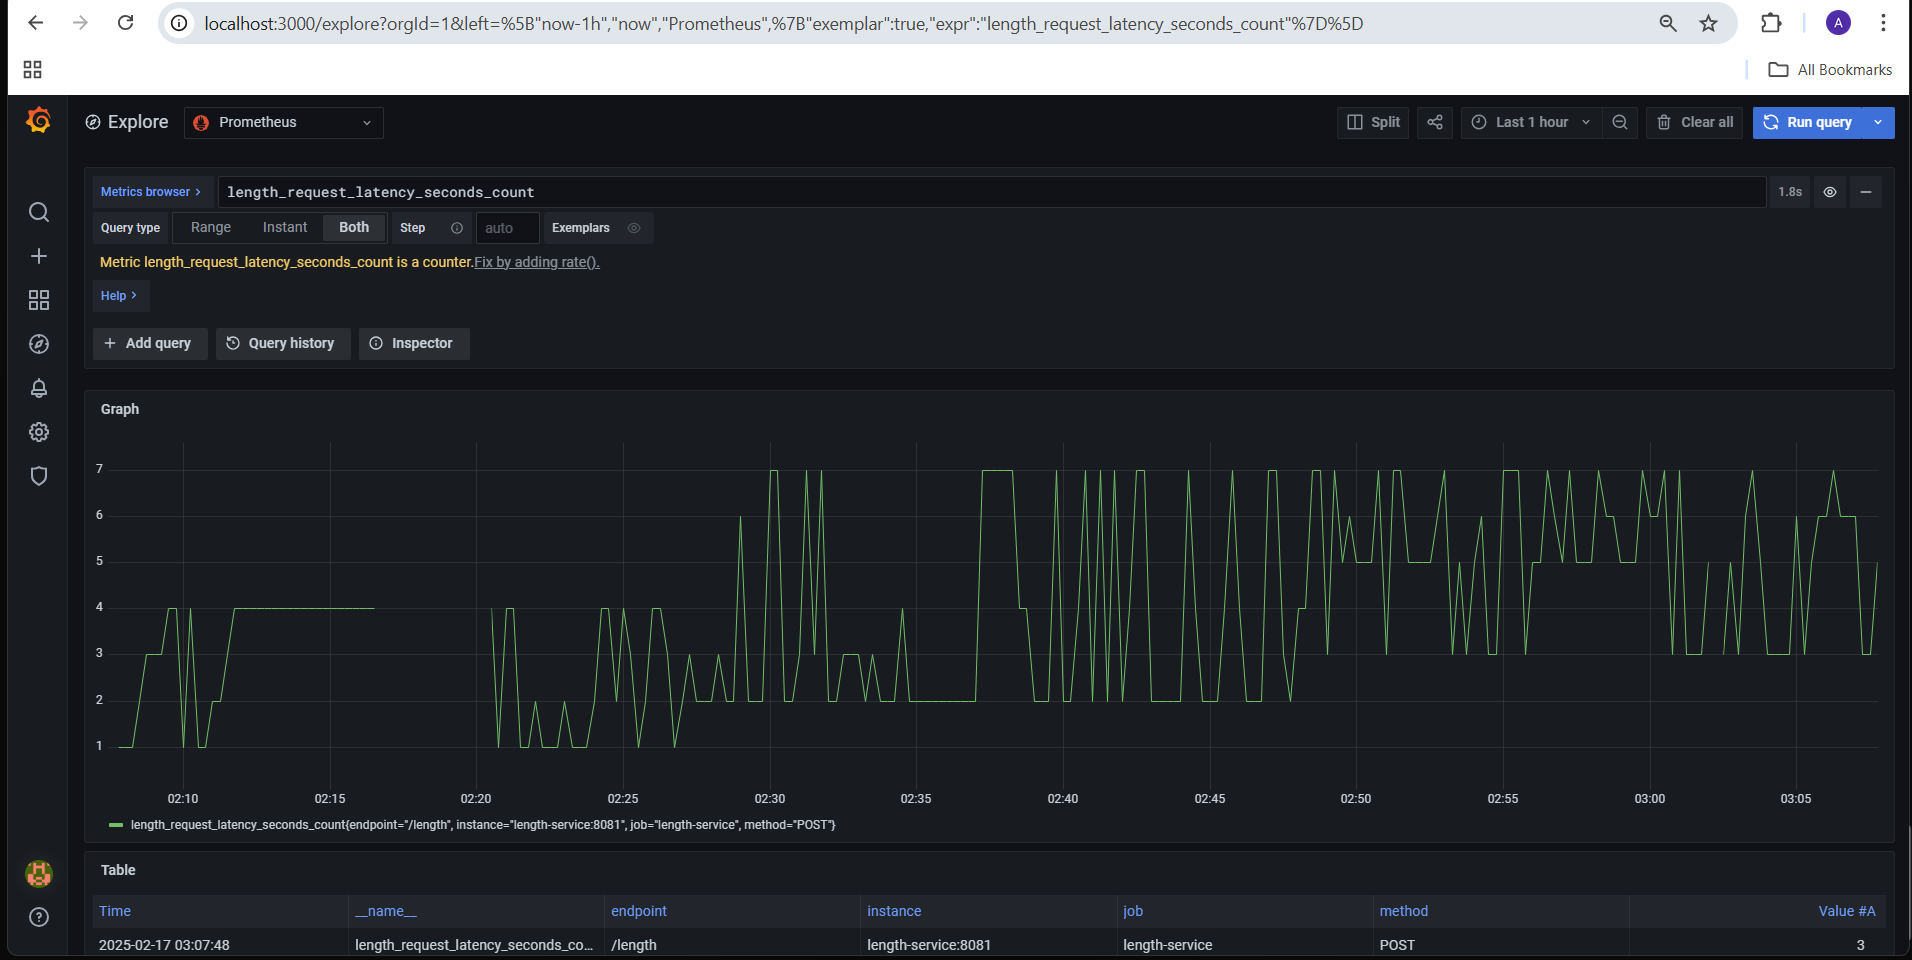 localhost:3000/explore?orgId=1&left=%5B"now-1h","now","Prometheus",%7B"exemplar":true,"expr":"length_request_latency_seconds_count"%7D%5D
A
All Bookmarks
Explore
Prometheus
Split
Last 1 hour
Clear all
Run query
Metrics browser >
length_request_latency_seconds_count
1.8s
Query type
Range
Instant
Both
Step
auto
Exemplars
Metric length_request_latency_seconds_count is a counter.Fix by adding rate().
Help >
+ Add query
Query history
Inspector
Graph
7
6
5
4
3
2
1
02:10
02:15
02:20
02:25
02:30
02:35
02:40
02:45
02:50
02:55
03:00
03:05
length_request_latency_seconds_count{endpoint="/length", instance="length-service:8081", job="length-service", method="POST"}
Table
Time
__name__
endpoint
instance
job
method
Value #A
2025-02-17 03:07:48
length_request_latency_seconds_co...
/length
length-service:8081
length-service
POST
3